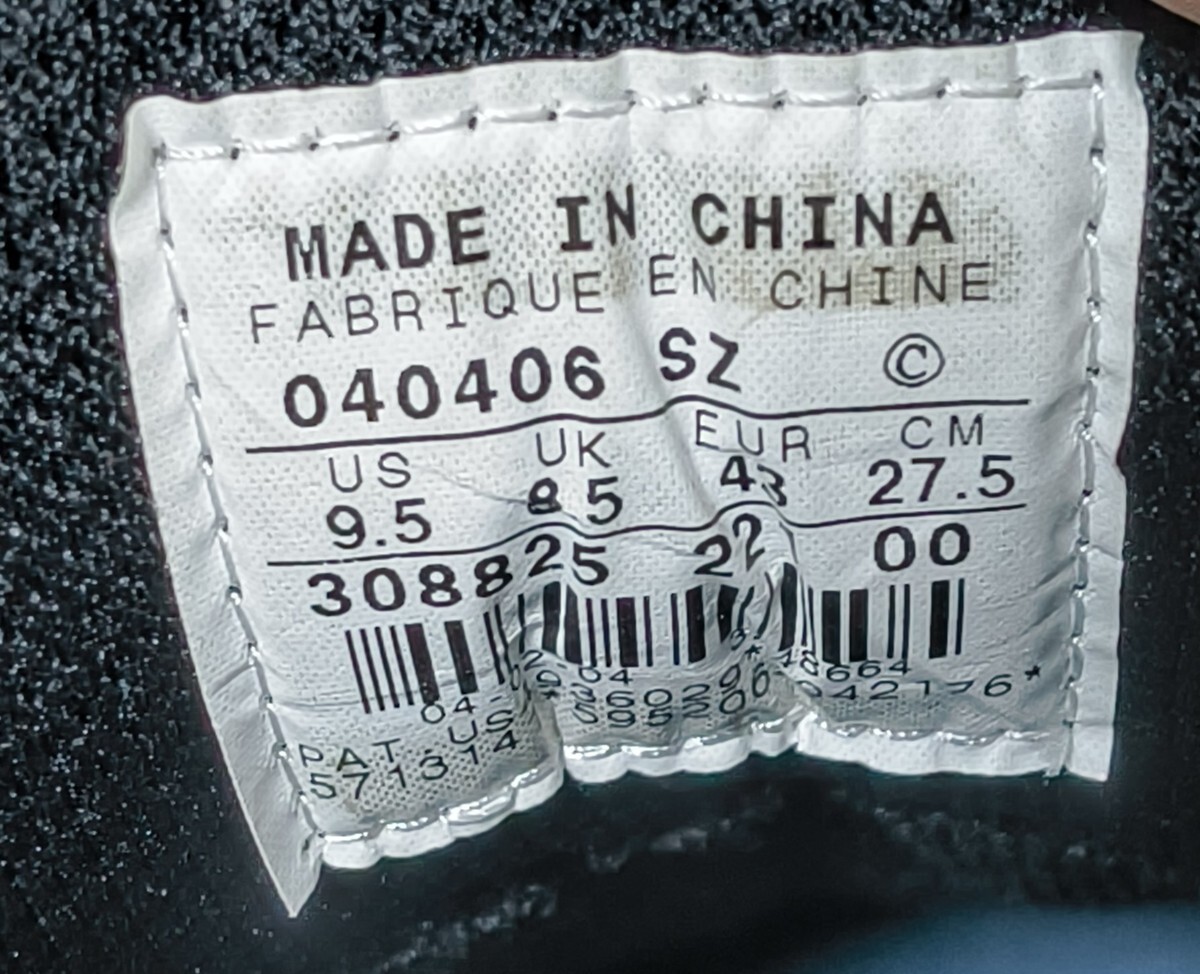 MADE IN CHINA
FABRIQUE EN CHINE
040406 SZ ©
US UK EUR CM
9.5 8.5 43 27.5
308825 22 00
PAT.US